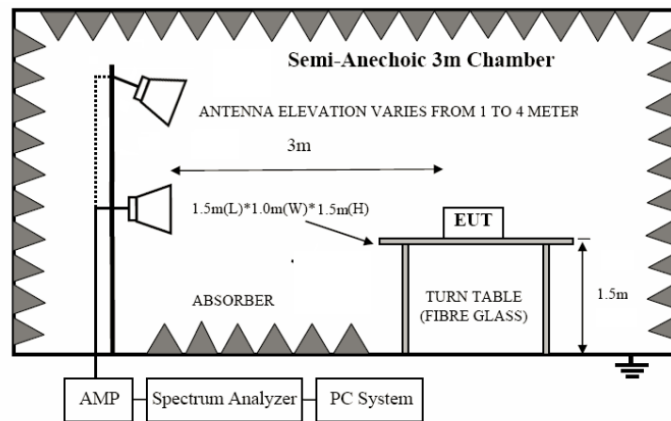 Semi-Anechoic 3m Chamber
ANTENNA ELEVATION VARIES FROM 1 TO 4 METER
3m
1.5m(L)*1.0m(W)*1.5m(H)
EUT
ABSORBER
TURN TABLE
(FIBRE GLASS)
1.5m
AMP
Spectrum Analyzer
PC System